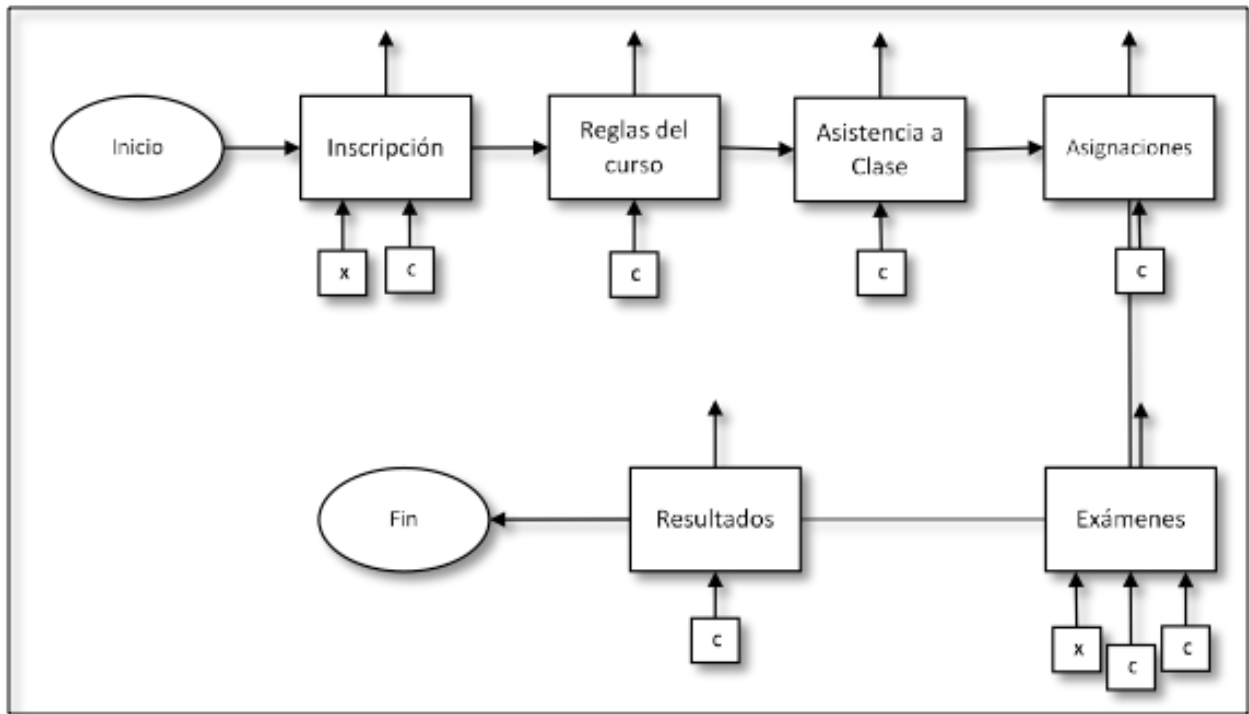 Inicio
Inscripción
Reglas del
curso
Asistencia a
Clase
Asignaciones
x
c
c
c
c
Fin
Resultados
Exámenes
c
x
c
c